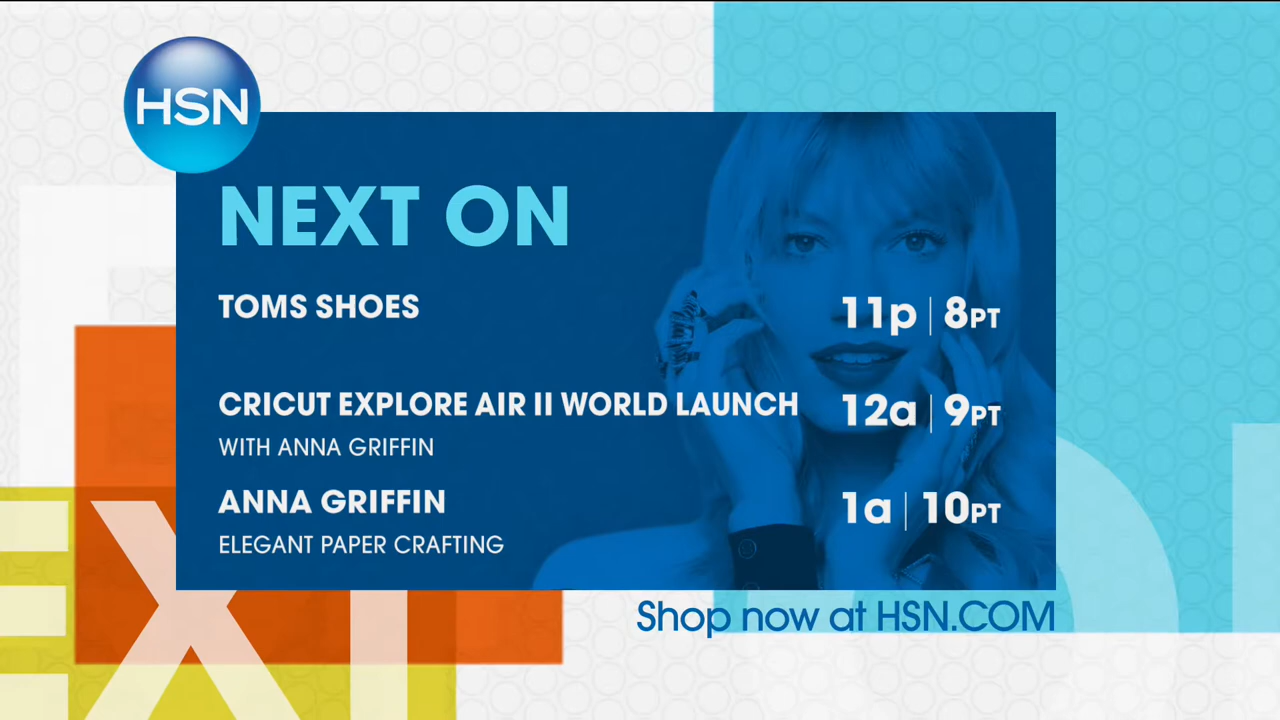 HSN
NEXT ON
TOMS SHOES
11p | 8PT
CRICUT EXPLORE AIR II WORLD LAUNCH
12a | 9PT
WITH ANNA GRIFFIN
ANNA GRIFFIN
1a | 10PT
ELEGANT PAPER CRAFTING
Shop now at HSN.COM
EXT